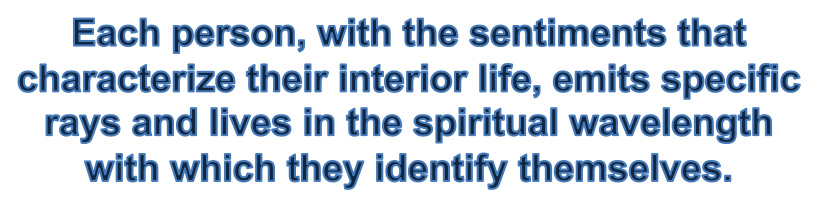 Each person, with the sentiments that
characterize their interior life, emits specific
rays and lives in the spiritual wavelength
with which they identify themselves.